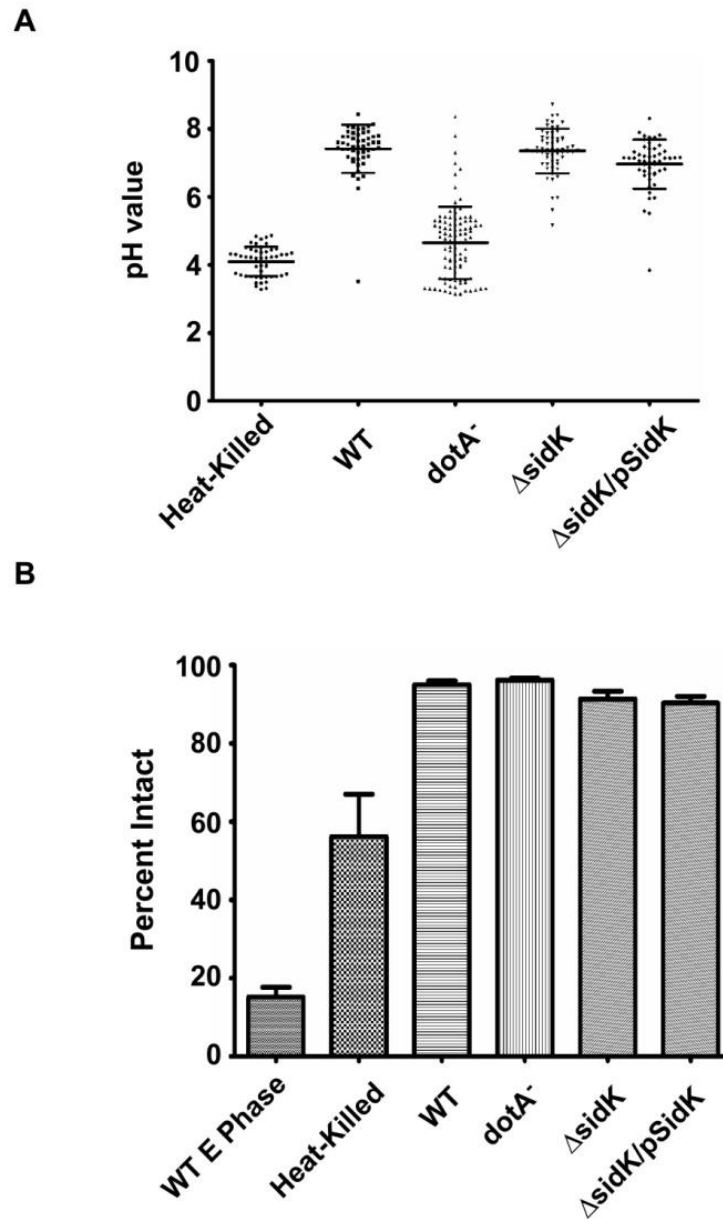 A
pH value
10
8
6
4
2
0
Heat-Killed
WT
dotA-
ΔsidK
ΔsidK/pSidK
B
Percent Intact
100
80
60
40
20
0
WT E Phase
Heat-Killed
WT
dotA-
ΔsidK
ΔsidK/pSidK